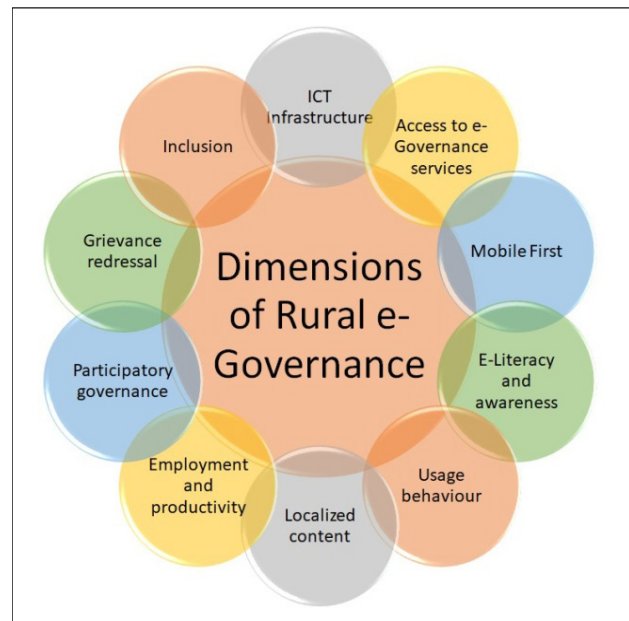 Dimensions
of Rural e-
Governance
ICT
Infrastructure
Access to e-
Governance
services
Mobile First
E-Literacy
and
awareness
Usage
behaviour
Localized
content
Employment
and
productivity
Participatory
governance
Grievance
redressal
Inclusion